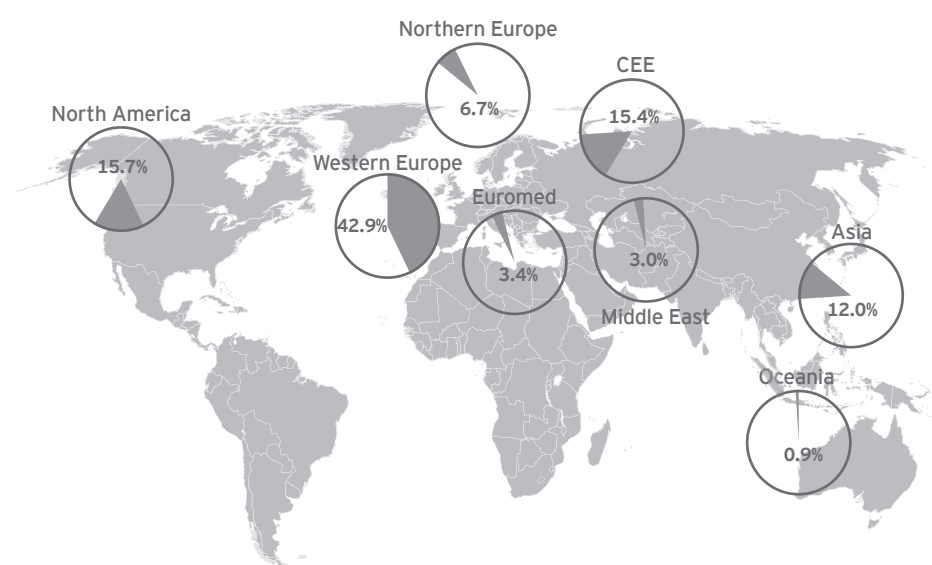 Northern Europe
6.7%
CEE
15.4%
North America
15.7%
Western Europe
42.9%
Euromed
3.4%
3.0%
Middle East
Asia
12.0%
Oceania
0.9%